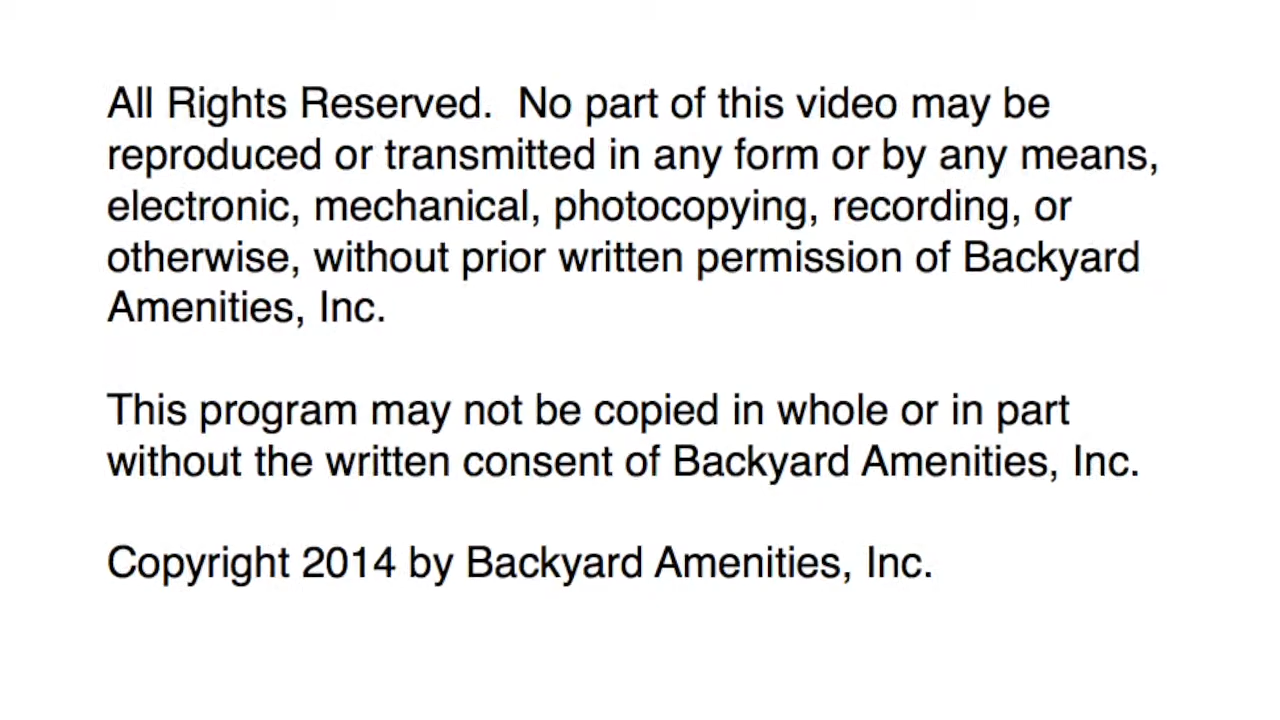 All Rights Reserved.  No part of this video may be
reproduced or transmitted in any form or by any means,
electronic, mechanical, photocopying, recording, or
otherwise, without prior written permission of Backyard
Amenities, Inc.
This program may not be copied in whole or in part
without the written consent of Backyard Amenities, Inc.
Copyright 2014 by Backyard Amenities, Inc.